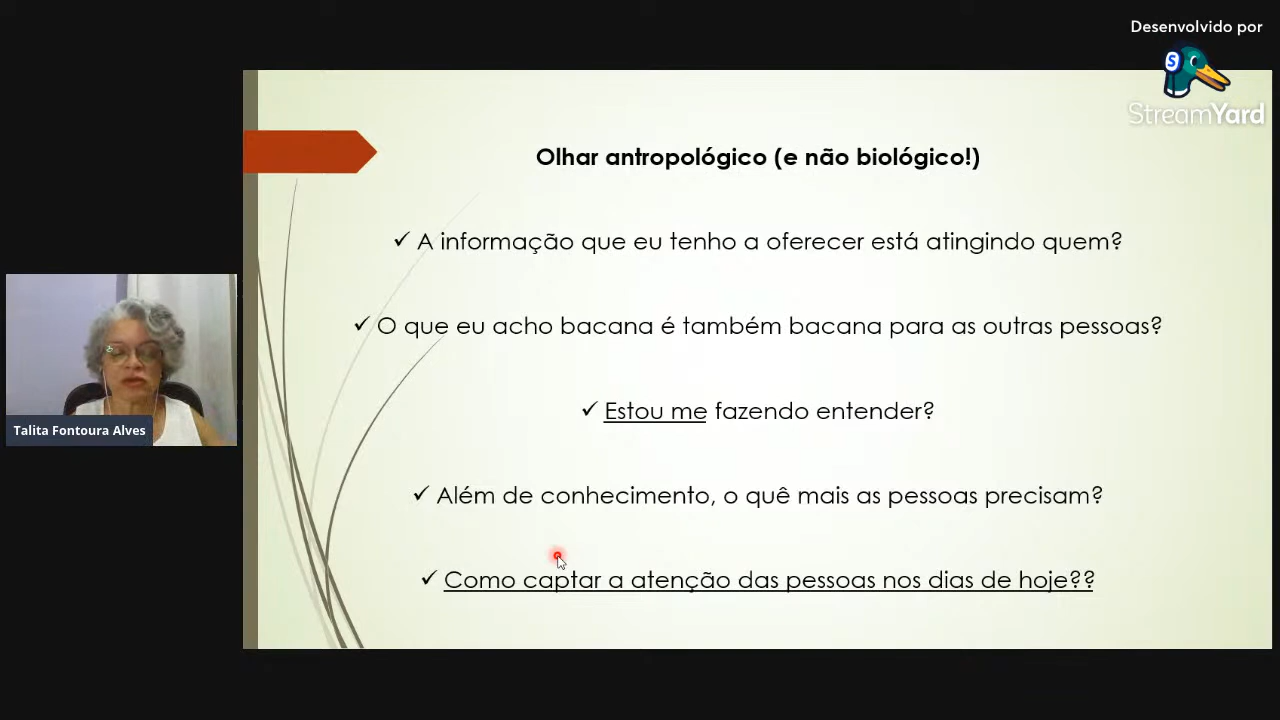 Desenvolvido por
S
StreamYard
Olhar antropológico (e não biológico!)
✓ A informação que eu tenho a oferecer está atingindo quem?
✓ O que eu acho bacana é também bacana para as outras pessoas?
✓ Estou me fazendo entender?
✓ Além de conhecimento, o quê mais as pessoas precisam?
✓ Como captar a atenção das pessoas nos dias de hoje??
Talita Fontoura Alves